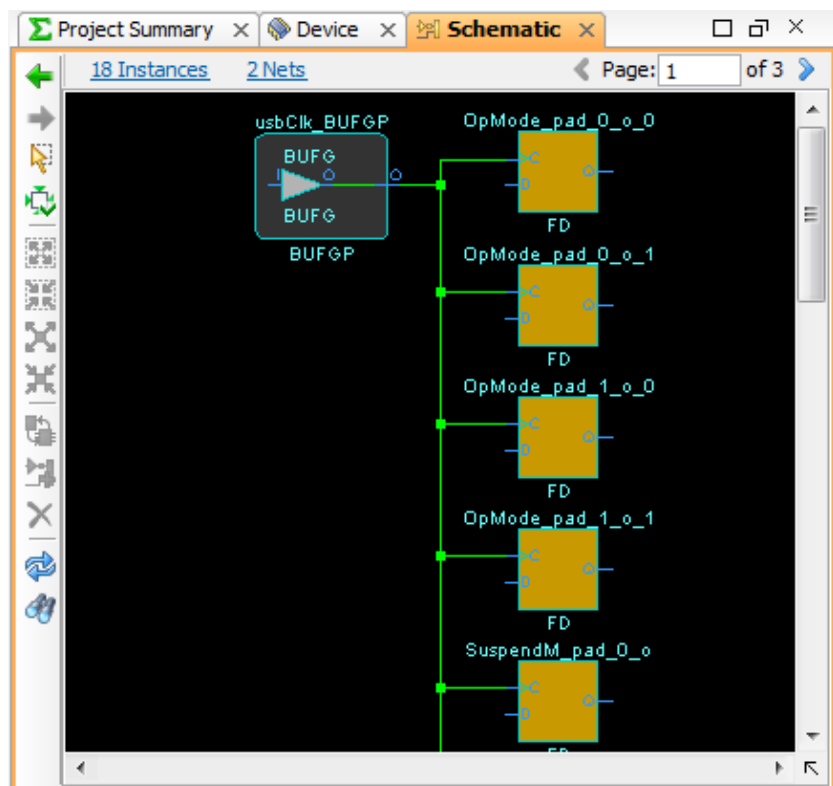 Project Summary Device Schematic
18 Instances 2 Nets Page: 1 of 3
usbClk_BUFGP
BUFG
I O O
BUFG
BUFGP
OpMode_pad_0_o_0
C Q
D
FD
OpMode_pad_0_o_1
C Q
D
FD
OpMode_pad_1_o_0
C Q
D
FD
OpMode_pad_1_o_1
C Q
D
FD
SuspendM_pad_0_o
C Q
D
FD